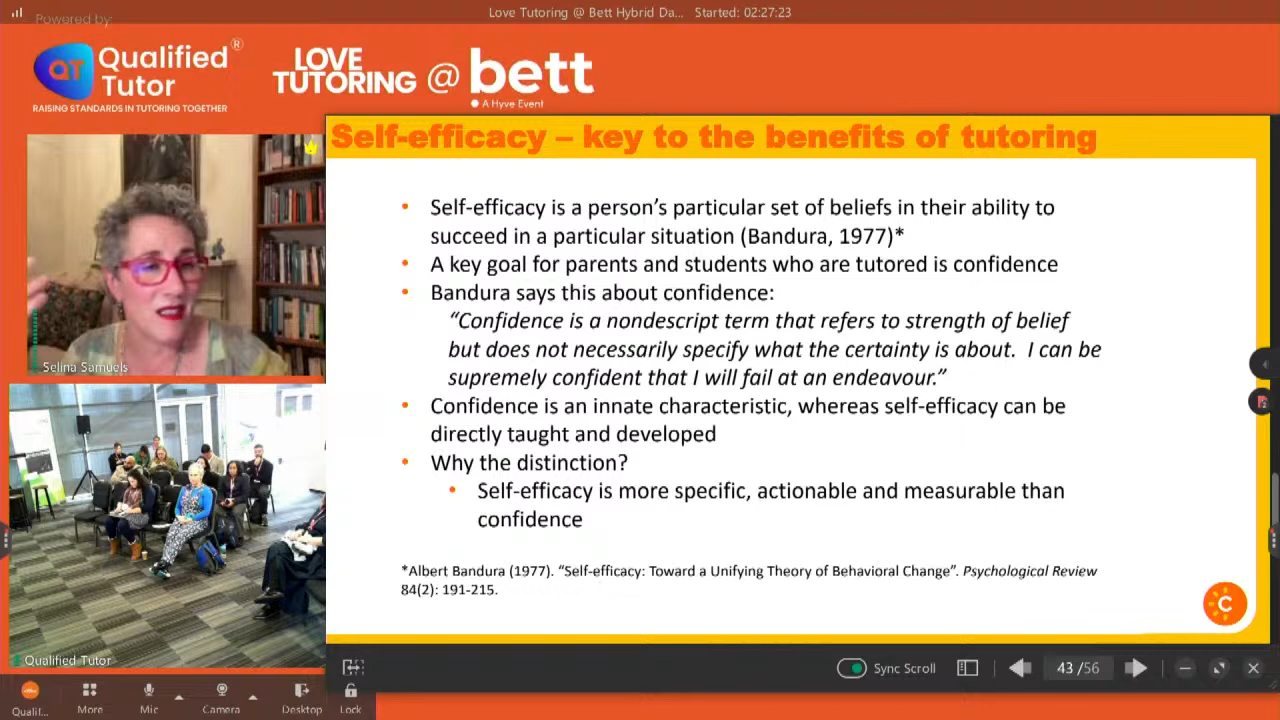 Love Tutoring @ Bett Hybrid Da... Started: 02:27:23
Powered by:
QT Qualified Tutor®
RAISING STANDARDS IN TUTORING TOGETHER
LOVE TUTORING @ bett
A Hyve Event
Self-efficacy – key to the benefits of tutoring
• Self-efficacy is a person’s particular set of beliefs in their ability to
succeed in a particular situation (Bandura, 1977)*
• A key goal for parents and students who are tutored is confidence
• Bandura says this about confidence:
“Confidence is a nondescript term that refers to strength of belief
but does not necessarily specify what the certainty is about. I can be
supremely confident that I will fail at an endeavour.”
• Confidence is an innate characteristic, whereas self-efficacy can be
directly taught and developed
• Why the distinction?
• Self-efficacy is more specific, actionable and measurable than
confidence
*Albert Bandura (1977). “Self-efficacy: Toward a Unifying Theory of Behavioral Change”. Psychological Review
84(2): 191-215.
C
Selina Samuels
Qualified Tutor
Sync Scroll
43 /56
Qualif...
More
Mic
Camera
Desktop
Lock